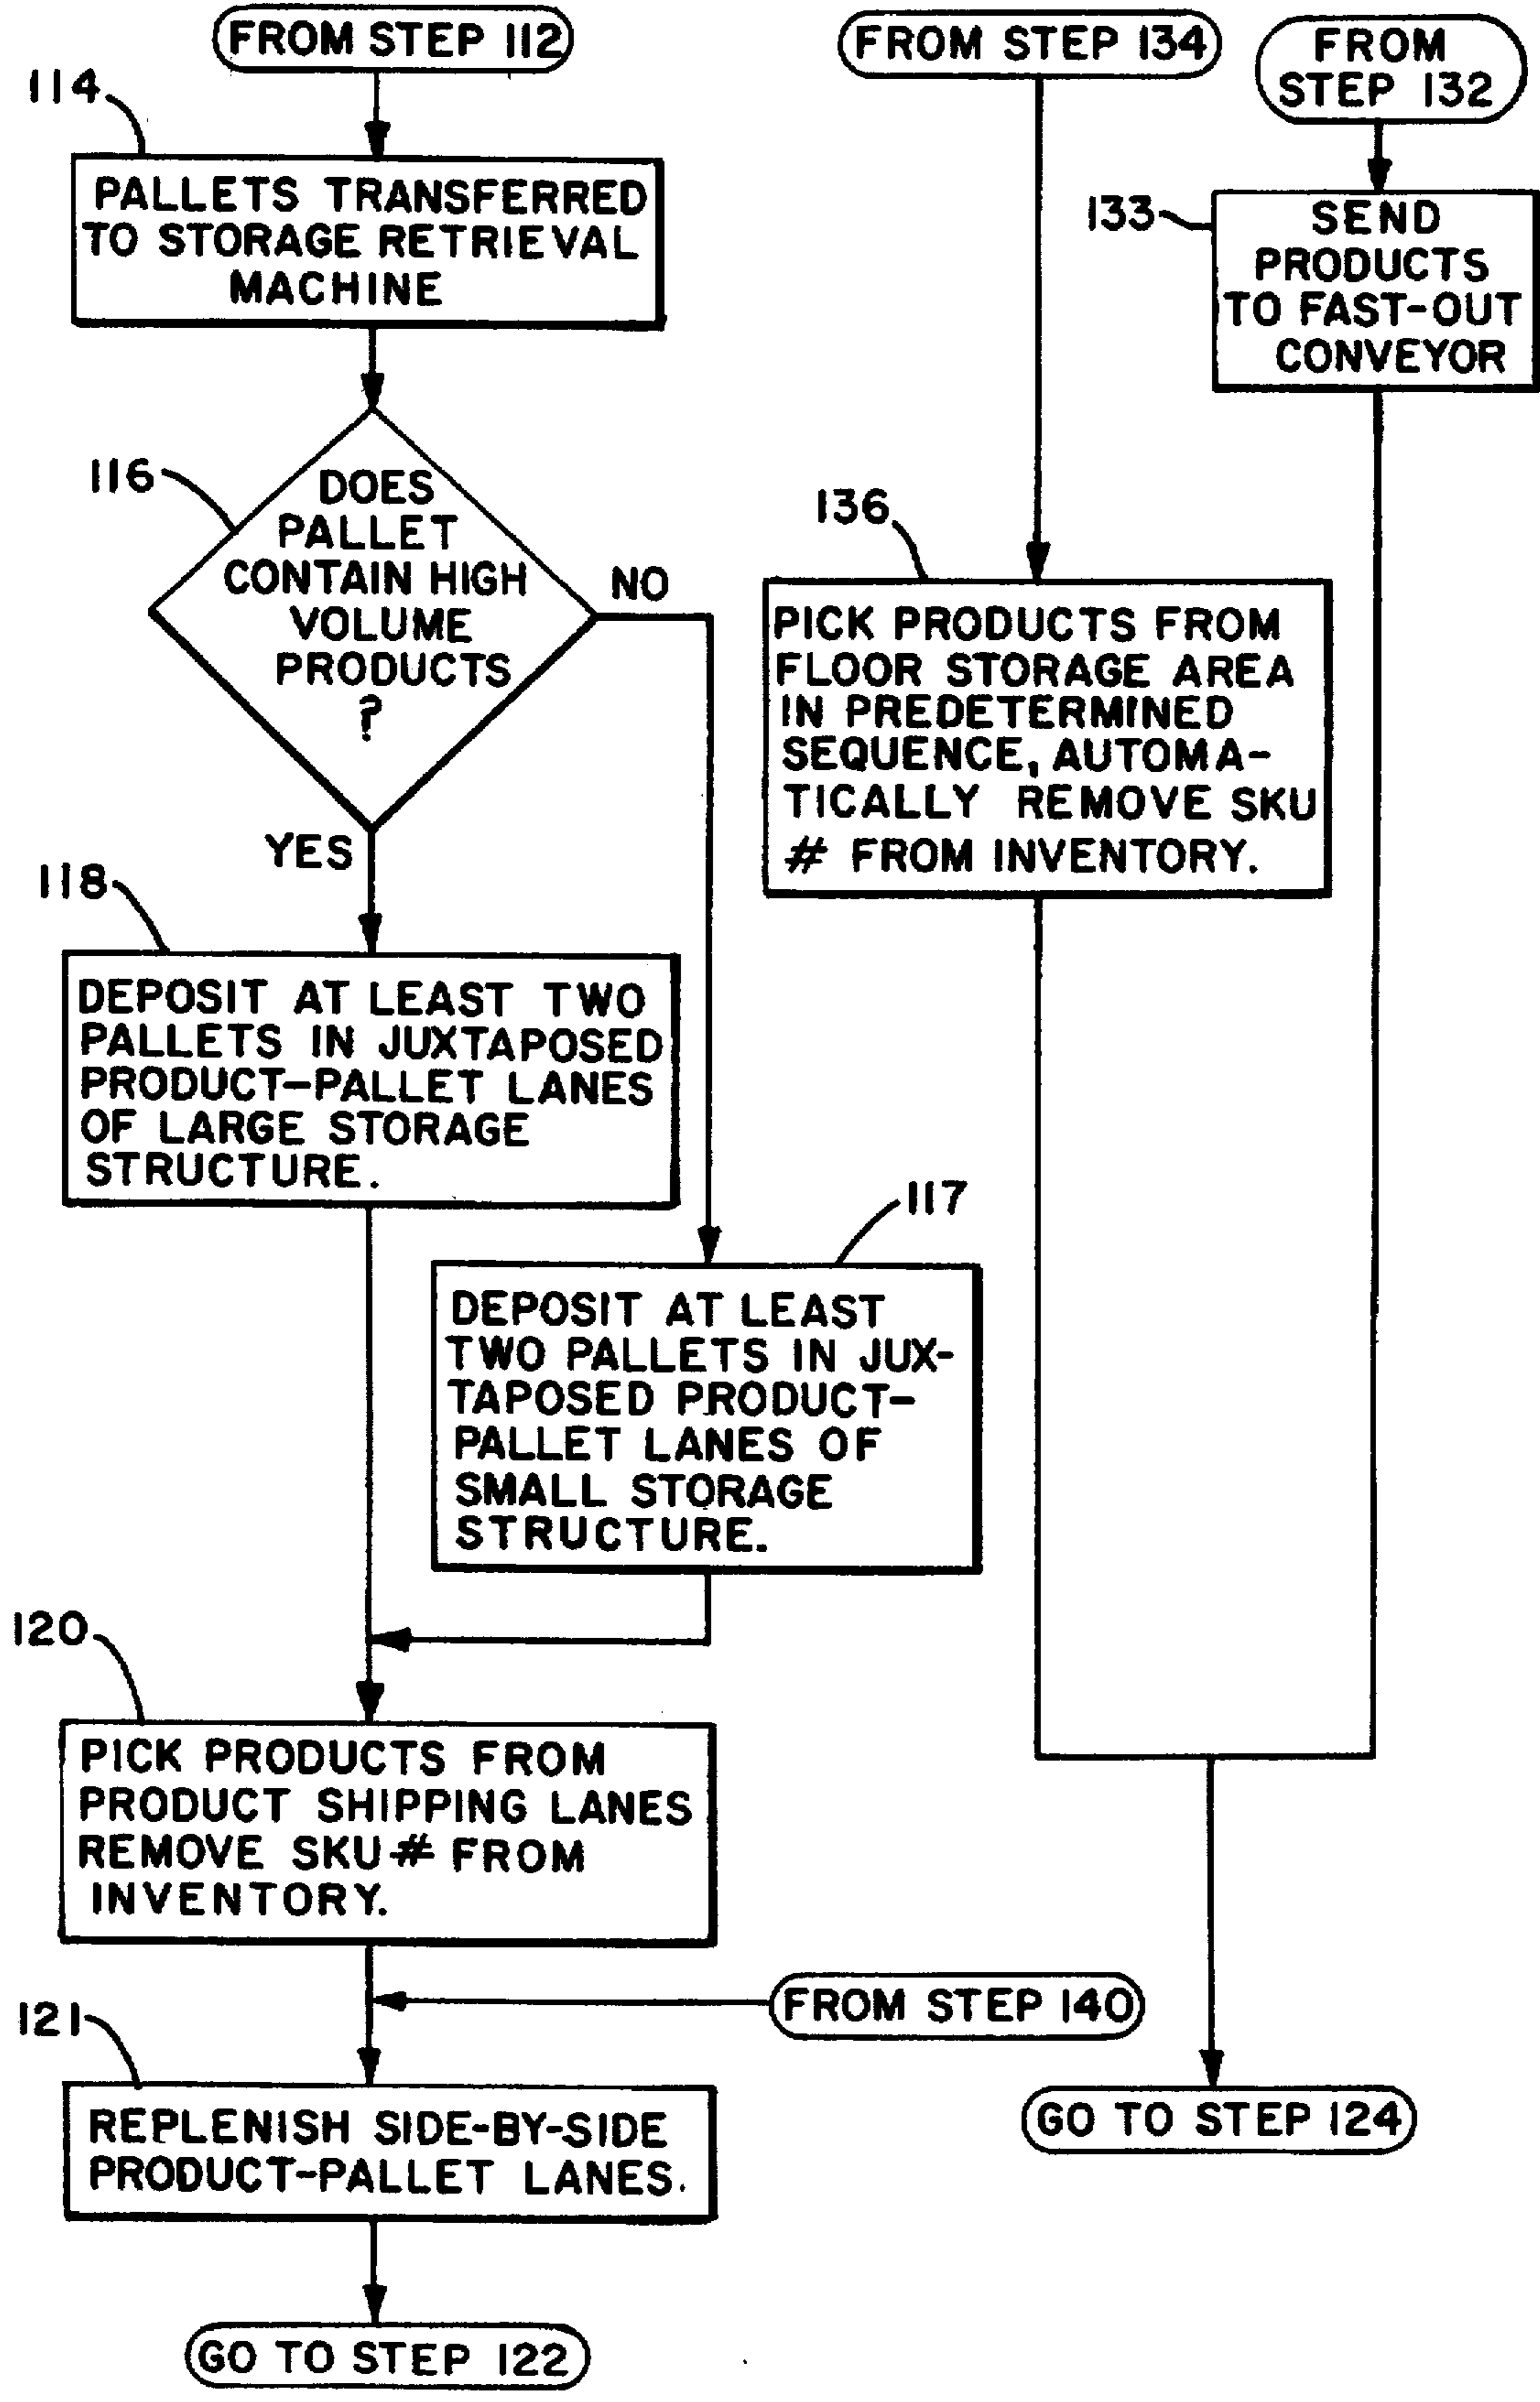 FROM STEP 112
114
PALLETS TRANSFERRED
TO STORAGE RETRIEVAL
MACHINE
116
DOES
PALLET
CONTAIN HIGH
VOLUME
PRODUCTS
?
NO
YES
118
DEPOSIT AT LEAST TWO
PALLETS IN JUXTAPOSED
PRODUCT-PALLET LANES
OF LARGE STORAGE
STRUCTURE.
117
DEPOSIT AT LEAST
TWO PALLETS IN JUX-
TAPOSED PRODUCT-
PALLET LANES OF
SMALL STORAGE
STRUCTURE.
120
PICK PRODUCTS FROM
PRODUCT SHIPPING LANES
REMOVE SKU # FROM
INVENTORY.
FROM STEP 140
121
REPLENISH SIDE-BY-SIDE
PRODUCT-PALLET LANES.
GO TO STEP 122
FROM STEP 134
136
PICK PRODUCTS FROM
FLOOR STORAGE AREA
IN PREDETERMINED
SEQUENCE, AUTOMA-
TICALLY REMOVE SKU
# FROM INVENTORY.
FROM
STEP 132
133
SEND
PRODUCTS
TO FAST-OUT
CONVEYOR
GO TO STEP 124